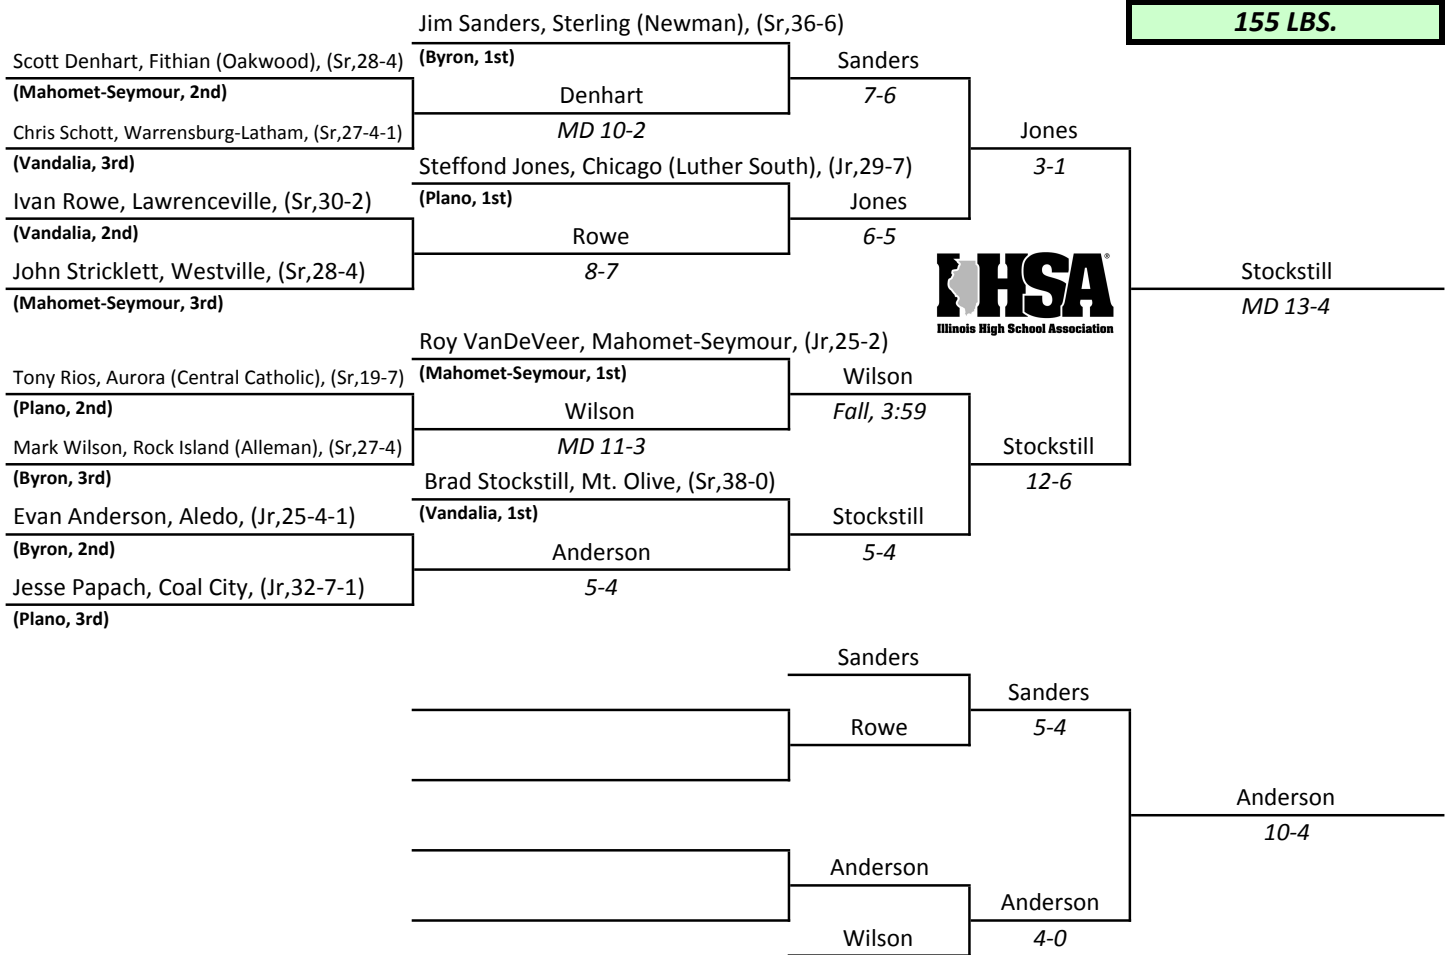 Jim Sanders, Sterling (Newman), (Sr,36-6)
155 LBS.
Scott Denhart, Fithian (Oakwood), (Sr,28-4)
(Byron, 1st)
Sanders
(Mahomet-Seymour, 2nd)
Denhart
7-6
Chris Schott, Warrensburg-Latham, (Sr,27-4-1)
MD 10-2
Jones
(Vandalia, 3rd)
Steffond Jones, Chicago (Luther South), (Jr,29-7)
3-1
Ivan Rowe, Lawrenceville, (Sr,30-2)
(Plano, 1st)
Jones
(Vandalia, 2nd)
Rowe
6-5
John Stricklett, Westville, (Sr,28-4)
8-7
IHSA
Illinois High School Association
Stockstill
(Mahomet-Seymour, 3rd)
MD 13-4
Roy VanDeVeer, Mahomet-Seymour, (Jr,25-2)
Tony Rios, Aurora (Central Catholic), (Sr,19-7)
(Mahomet-Seymour, 1st)
Wilson
(Plano, 2nd)
Wilson
Fall, 3:59
Mark Wilson, Rock Island (Alleman), (Sr,27-4)
MD 11-3
Stockstill
(Byron, 3rd)
Brad Stockstill, Mt. Olive, (Sr,38-0)
12-6
Evan Anderson, Aledo, (Jr,25-4-1)
(Vandalia, 1st)
Stockstill
(Byron, 2nd)
Anderson
5-4
Jesse Papach, Coal City, (Jr,32-7-1)
5-4
(Plano, 3rd)
Sanders
Sanders
Rowe
5-4
Anderson
10-4
Anderson
Anderson
Wilson
4-0